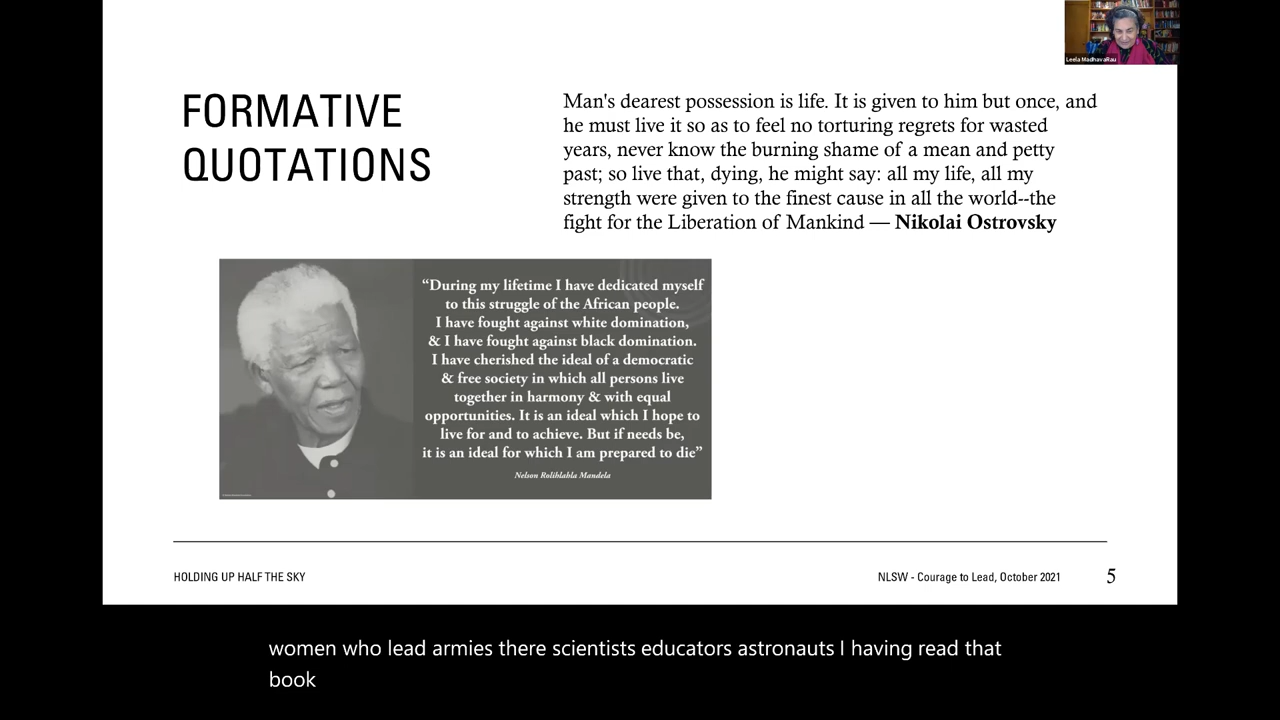 Leela MadhavaRau
FORMATIVE
QUOTATIONS
Man's dearest possession is life. It is given to him but once, and
he must live it so as to feel no torturing regrets for wasted
years, never know the burning shame of a mean and petty
past; so live that, dying, he might say: all my life, all my
strength were given to the finest cause in all the world--the
fight for the Liberation of Mankind — Nikolai Ostrovsky
“During my lifetime I have dedicated myself
to this struggle of the African people.
I have fought against white domination,
& I have fought against black domination.
I have cherished the ideal of a democratic
& free society in which all persons live
together in harmony & with equal
opportunities. It is an ideal which I hope to
live for and to achieve. But if needs be,
it is an ideal for which I am prepared to die”
Nelson Rolihlahla Mandela
HOLDING UP HALF THE SKY
NLSW - Courage to Lead, October 2021
5
women who lead armies there scientists educators astronauts I having read that
book